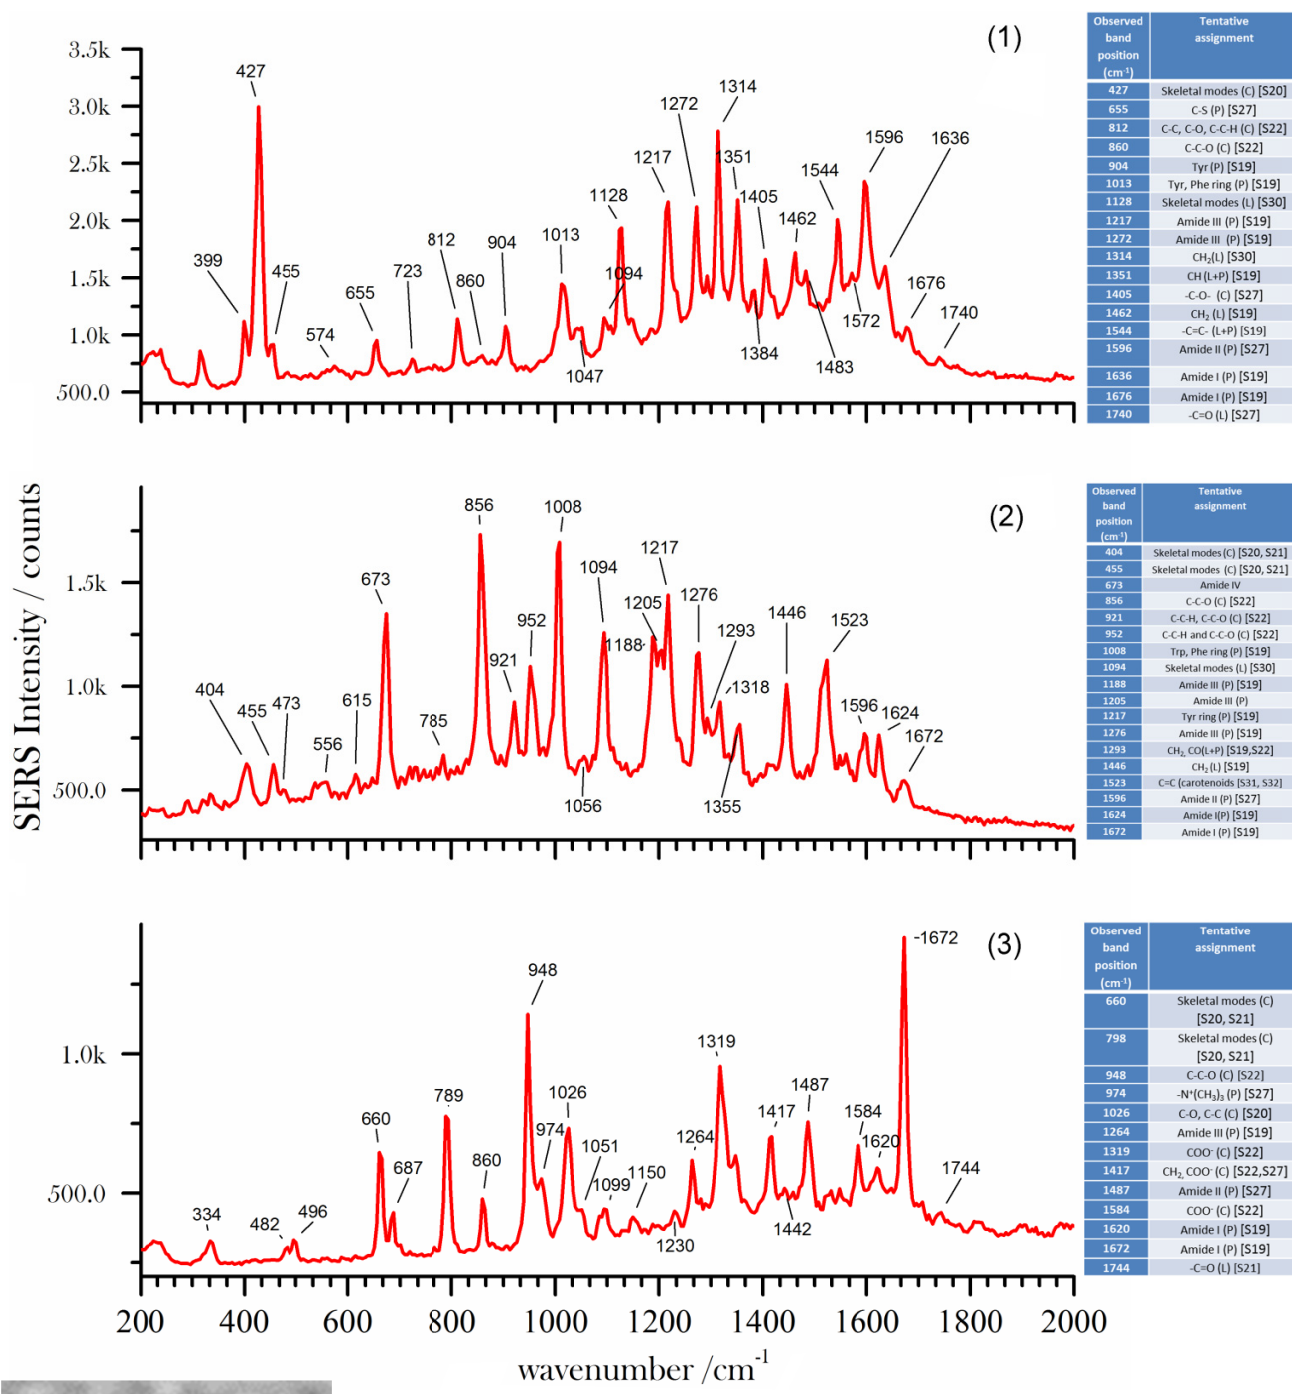 (1)
3.5k
3.0k
2.5k
2.0k
1.5k
1.0k
500.0
399
427
455
574
655
723
812
860
904
1013
1047
1094
1128
1217
1272
1314
1351
1384
1405
1462
1483
1544
1572
1596
1636
1676
1740
Observed band position (cm⁻¹) Tentative assignment
427 Skeletal modes (C) [S20]
655 C-S (P) [S27]
812 C-C, C-O, C-C-H (C) [S22]
860 C-C-O (C) [S22]
904 Tyr (P) [S19]
1013 Tyr, Phe ring (P) [S19]
1128 Skeletal modes (L) [S30]
1217 Amide III (P) [S19]
1272 Amide III (P) [S19]
1314 CH₂(L) [S30]
1351 CH (L+P) [S19]
1405 -C-O- (C) [S27]
1462 CH₂ (L) [S19]
1544 -C=C- (L+P) [S19]
1596 Amide II (P) [S27]
1636 Amide I (P) [S19]
1676 Amide I (P) [S19]
1740 -C=O (L) [S27]
SERS Intensity / counts
(2)
1.5k
1.0k
500.0
404
455
473
556
615
673
785
856
921
952
1008
1056
1094
1188
1205
1217
1276
1293
1318
1355
1446
1523
1596
1624
1672
Observed band position (cm⁻¹) Tentative assignment
404 Skeletal modes (C) [S20, S21]
455 Skeletal modes (C) [S20, S21]
673 Amide IV
856 C-C-O (C) [S22]
921 C-C-H, C-C-O (C) [S22]
952 C-C-H and C-C-O (C) [S22]
1008 Trp, Phe ring (P) [S19]
1094 Skeletal modes (L) [S30]
1188 Amide III (P) [S19]
1205 Amide III (P)
1217 Tyr ring (P) [S19]
1276 Amide III (P) [S19]
1293 CH₂, CO(L+P) [S19,S22]
1446 CH₂ (L) [S19]
1523 C=C (carotenoids [S31, S32]
1596 Amide II (P) [S27]
1624 Amide I(P) [S19]
1672 Amide I (P) [S19]
(3)
1.0k
500.0
334
482
496
660
687
789
860
948
974
1026
1051
1099
1150
1230
1264
1319
1417
1442
1487
1584
1620
-1672
1744
Observed band position (cm⁻¹) Tentative assignment
660 Skeletal modes (C) [S20, S21]
798 Skeletal modes (C) [S20, S21]
948 C-C-O (C) [S22]
974 -N⁺(CH₃)₃ (P) [S27]
1026 C-O, C-C (C) [S20]
1264 Amide III (P) [S19]
1319 COO⁻ (C) [S22]
1417 CH₂, COO⁻ (C) [S22,S27]
1487 Amide II (P) [S27]
1584 COO⁻ (C) [S22]
1620 Amide I (P) [S19]
1672 Amide I (P) [S19]
1744 -C=O (L) [S21]
200 400 600 800 1000 1200 1400 1600 1800 2000
wavenumber /cm⁻¹